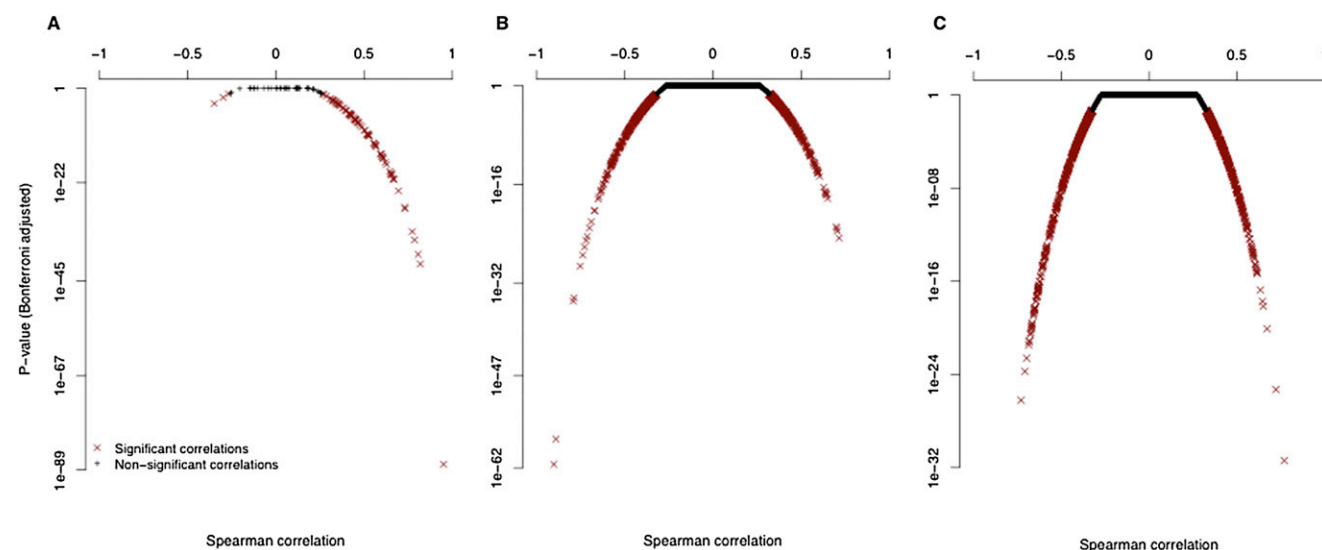 A
−1 −0.5 0 0.5 1
1
1e−22
1e−45
1e−67
1e−89
P−value (Bonferroni adjusted)
× Significant correlations
+ Non−significant correlations
Spearman correlation
B
−1 −0.5 0 0.5 1
1
1e−16
1e−32
1e−47
1e−62
Spearman correlation
C
−1 −0.5 0 0.5
1
1e−08
1e−16
1e−24
1e−32
Spearman correlation